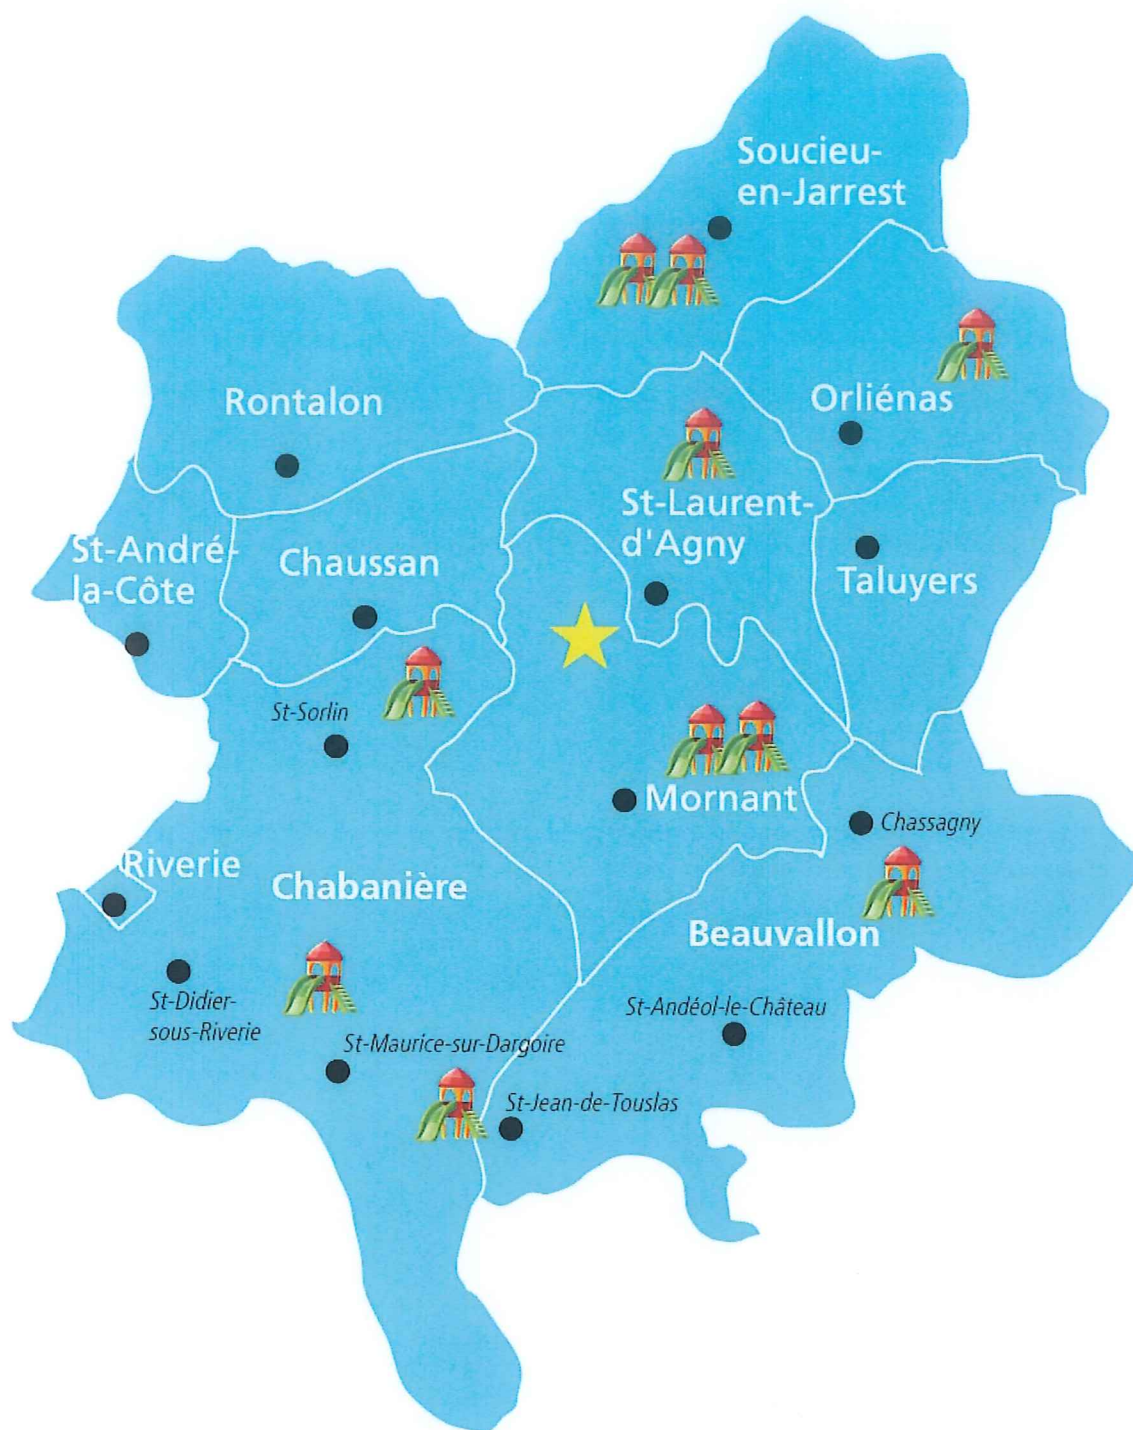 Soucieu-
en-Jarrest
Rontalon
Orliénas
St-Laurent-
d'Agny
St-André-
la-Côte
Chaussan
Taluyers
St-Sorlin
Mornant
Chassagny
Riverie
Chabanière
Beauvallon
St-Didier-
sous-Riverie
St-Andéol-le-Château
St-Maurice-sur-Dargoire
St-Jean-de-Touslas